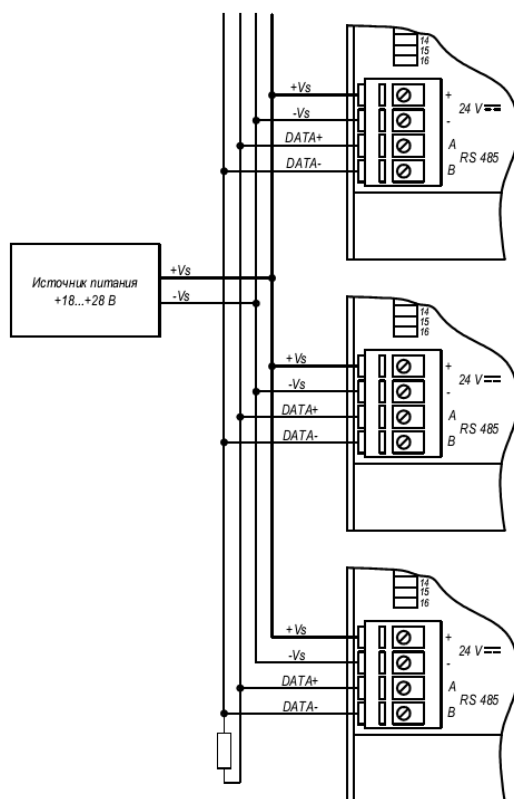 14
15
16
+Vs
+
24 V
-Vs
-
DATA+
A
RS 485
DATA-
B
Источник питания
+18...+28 В
+Vs
-Vs
14
15
16
+Vs
+
24 V
-Vs
-
DATA+
A
RS 485
DATA-
B
14
15
16
+Vs
+
24 V
-Vs
-
DATA+
A
RS 485
DATA-
B